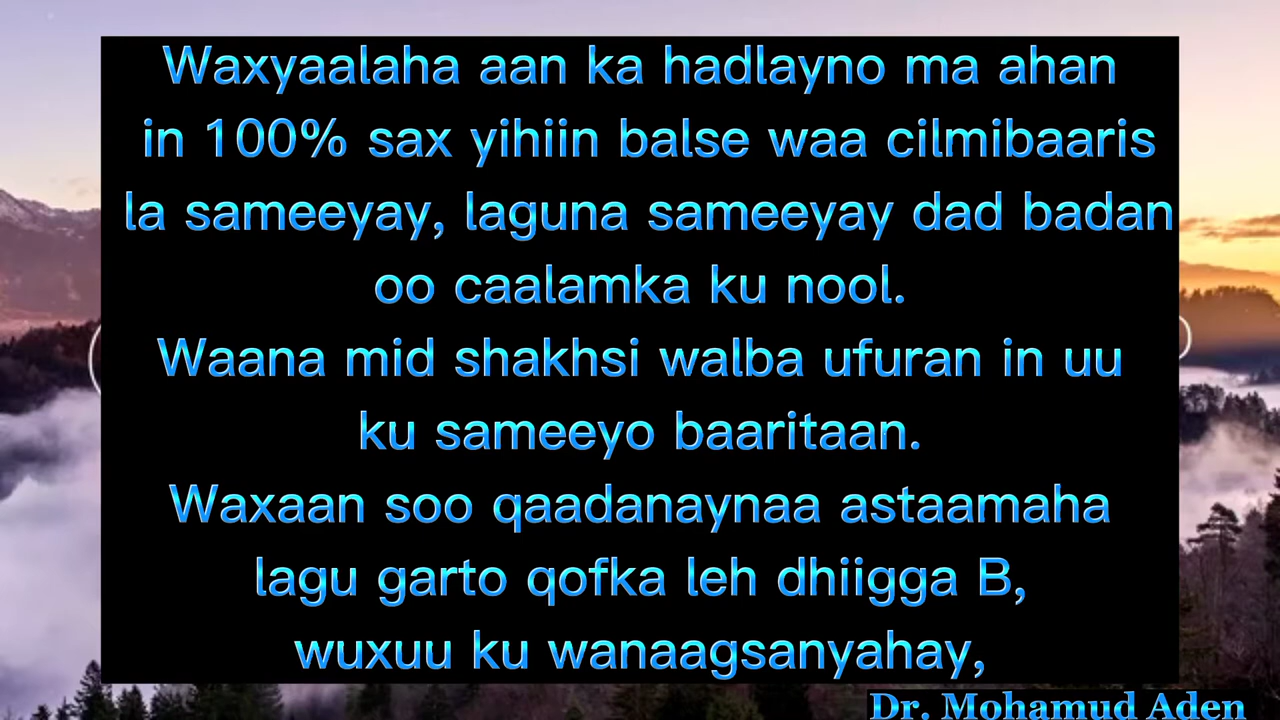 Waxyaalaha aan ka hadlayno ma ahan
in 100% sax yihiin balse waa cilmibaaris
la sameeyay, laguna sameeyay dad badan
oo caalamka ku nool.
Waana mid shakhsi walba ufuran in uu
ku sameeyo baaritaan.
Waxaan soo qaadanaynaa astaamaha
lagu garto qofka leh dhiigga B,
wuxuu ku wanaagsanyahay,
Dr. Mohamud Aden